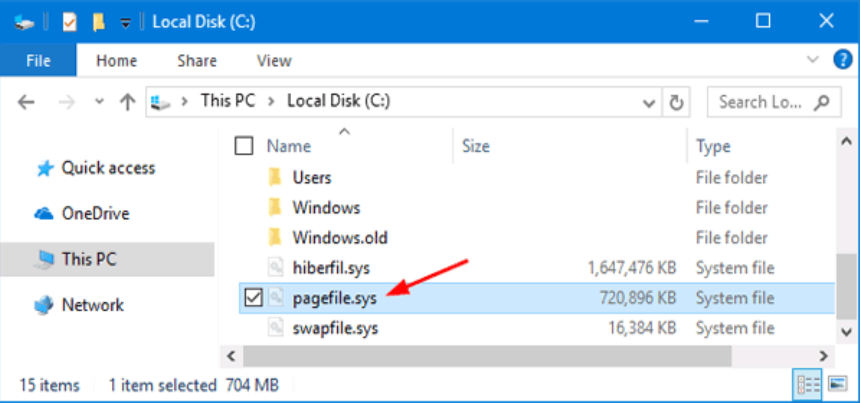 Local Disk (C:)
File Home Share View
This PC > Local Disk (C:) Search Lo...
Name Size Type
Quick access
OneDrive
This PC
Network
Users File folder
Windows File folder
Windows.old File folder
hiberfil.sys 1,647,476 KB System file
pagefile.sys 720,896 KB System file
swapfile.sys 16,384 KB System file
15 items 1 item selected 704 MB